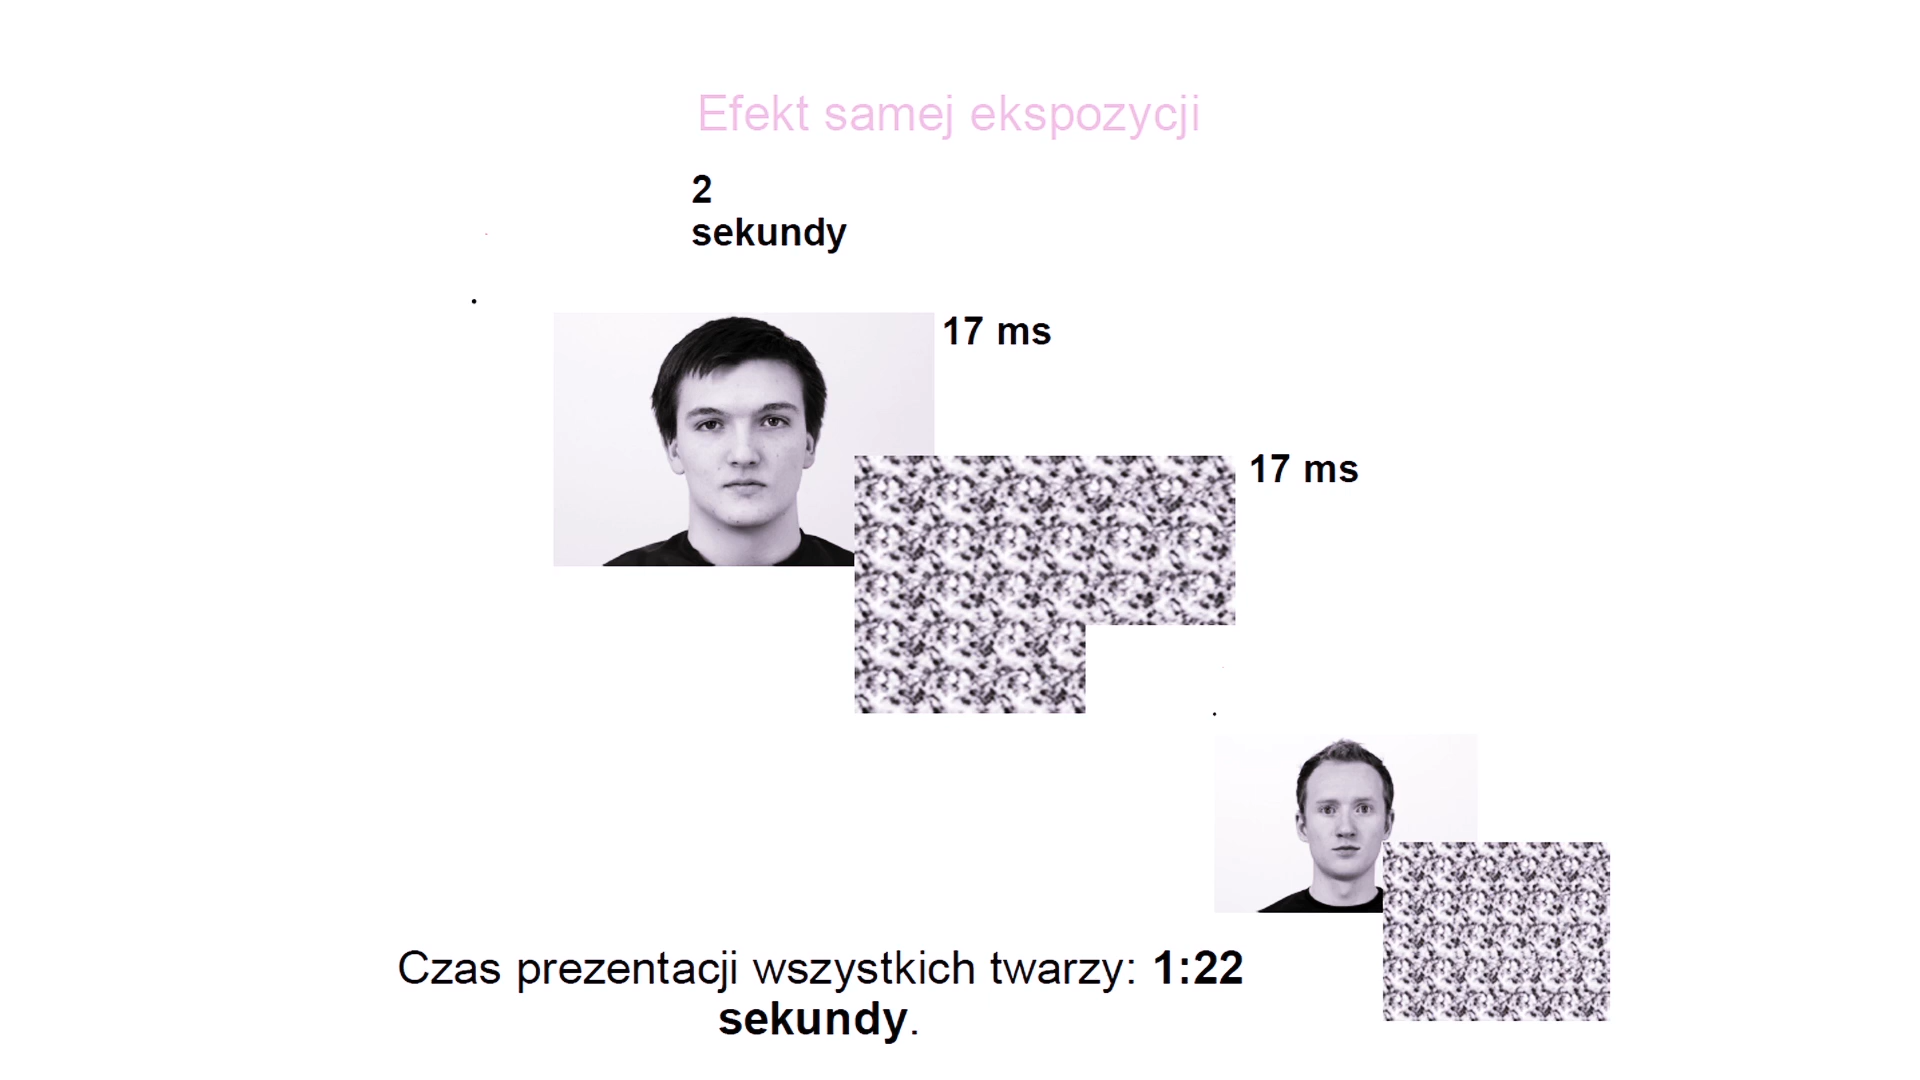 Efekt samej ekspozycji
2
sekundy
17 ms
17 ms
Czas prezentacji wszystkich twarzy: 1:22
sekundy.